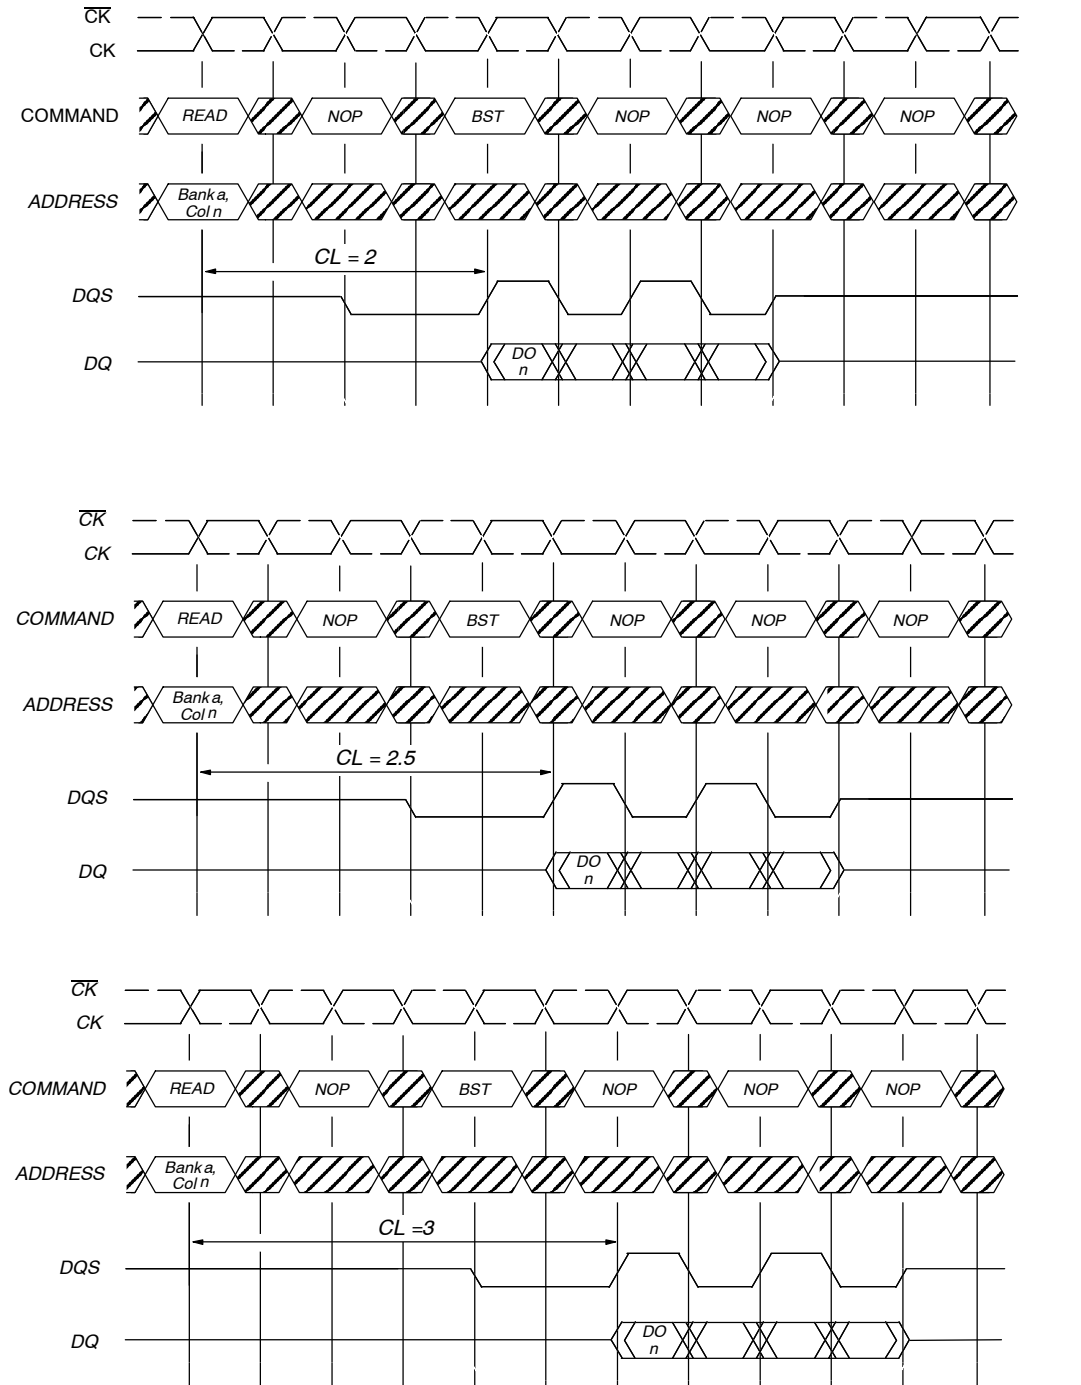 CK
CK
COMMAND READ NOP BST NOP NOP NOP
ADDRESS Bank a,
Col n
CL = 2
DQS
DQ DO
n
CK
CK
COMMAND READ NOP BST NOP NOP NOP
ADDRESS Bank a,
Col n
CL = 2.5
DQS
DQ DO
n
CK
CK
COMMAND READ NOP BST NOP NOP NOP
ADDRESS Bank a,
Col n
CL =3
DQS
DQ DO
n